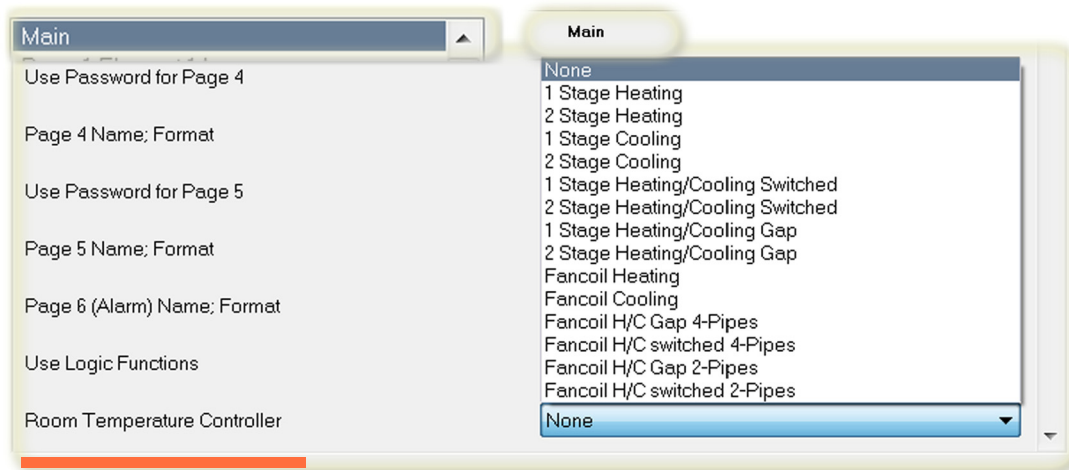 Main
Main
Use Password for Page 4
Page 4 Name; Format
Use Password for Page 5
Page 5 Name; Format
Page 6 (Alarm) Name; Format
Use Logic Functions
Room Temperature Controller
None
1 Stage Heating
2 Stage Heating
1 Stage Cooling
2 Stage Cooling
1 Stage Heating/Cooling Switched
2 Stage Heating/Cooling Switched
1 Stage Heating/Cooling Gap
2 Stage Heating/Cooling Gap
Fancoil Heating
Fancoil Cooling
Fancoil H/C Gap 4-Pipes
Fancoil H/C switched 4-Pipes
Fancoil H/C Gap 2-Pipes
Fancoil H/C switched 2-Pipes
None